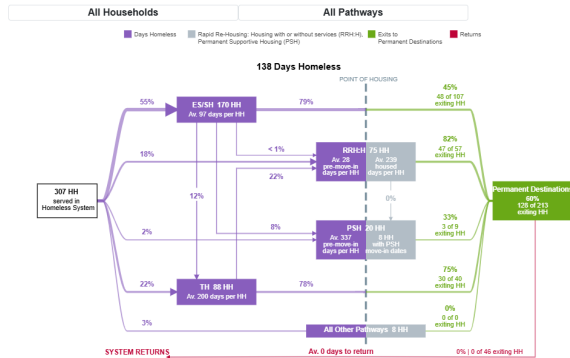 All Households
All Pathways
Days Homeless
Rapid Re-Housing: Housing with or without services (RRH:H),
Permanent Supportive Housing (PSH)
Exits to
Permanent Destinations
Returns
138 Days Homeless
POINT OF HOUSING
55%
ES/SH 170 HH
Av. 97 days per HH
79%
45%
48 of 107
exiting HH
18%
< 1%
22%
RRH:H 75 HH
Av. 28
pre-move-in
days per HH
Av. 239
housed
days per HH
82%
47 of 57
exiting HH
307 HH
served in
Homeless System
12%
0%
Permanent Destinations
60%
128 of 213
exiting HH
2%
8%
PSH 20 HH
Av. 337
pre-move-in
days per HH
8 HH
with PSH
move-in dates
33%
3 of 9
exiting HH
22%
TH 88 HH
Av. 200 days per HH
78%
75%
30 of 40
exiting HH
3%
All Other Pathways 8 HH
0%
0 of 0
exiting HH
SYSTEM RETURNS
Av. 0 days to return
0% | 0 of 46 exiting HH